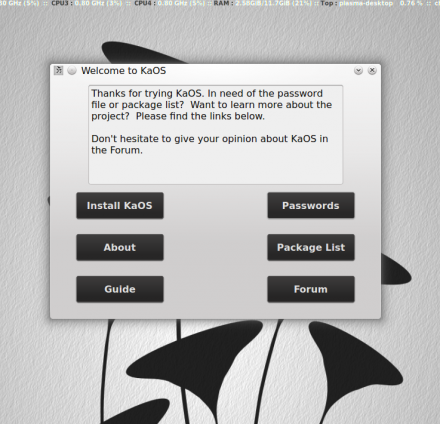 00 GHz (5%) :: CPU3 : 0.80 GHz (3%) :: CPU4 : 0.80 GHz (5%) :: RAM : 2.50GiB/11.7GiB (21%) :: Top : plasma-desktop 0.76 % ::
Welcome to KaOS
Thanks for trying KaOS. In need of the password
file or package list? Want to learn more about the
project? Please find the links below.
Don't hesitate to give your opinion about KaOS in
the Forum.
Install KaOS
Passwords
About
Package List
Guide
Forum